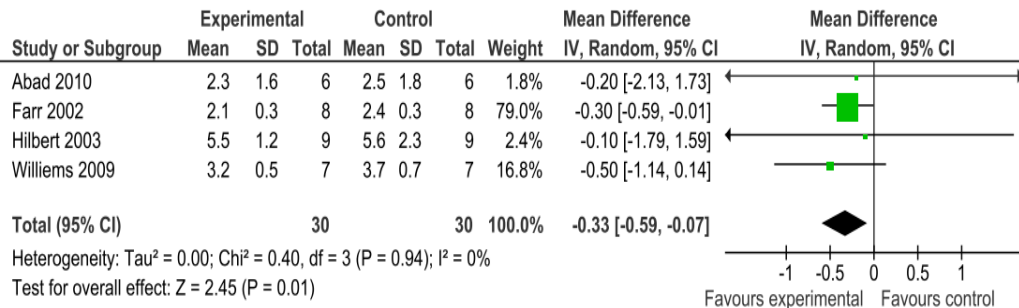 Experimental Control Mean Difference Mean Difference
Study or Subgroup Mean SD Total Mean SD Total Weight IV, Random, 95% CI IV, Random, 95% CI
Abad 2010 2.3 1.6 6 2.5 1.8 6 1.8% -0.20 [-2.13, 1.73]
Farr 2002 2.1 0.3 8 2.4 0.3 8 79.0% -0.30 [-0.59, -0.01]
Hilbert 2003 5.5 1.2 9 5.6 2.3 9 2.4% -0.10 [-1.79, 1.59]
Williems 2009 3.2 0.5 7 3.7 0.7 7 16.8% -0.50 [-1.14, 0.14]
Total (95% CI) 30 30 100.0% -0.33 [-0.59, -0.07]
Heterogeneity: Tau² = 0.00; Chi² = 0.40, df = 3 (P = 0.94); I² = 0%
Test for overall effect: Z = 2.45 (P = 0.01)
-1 -0.5 0 0.5 1
Favours experimental Favours control